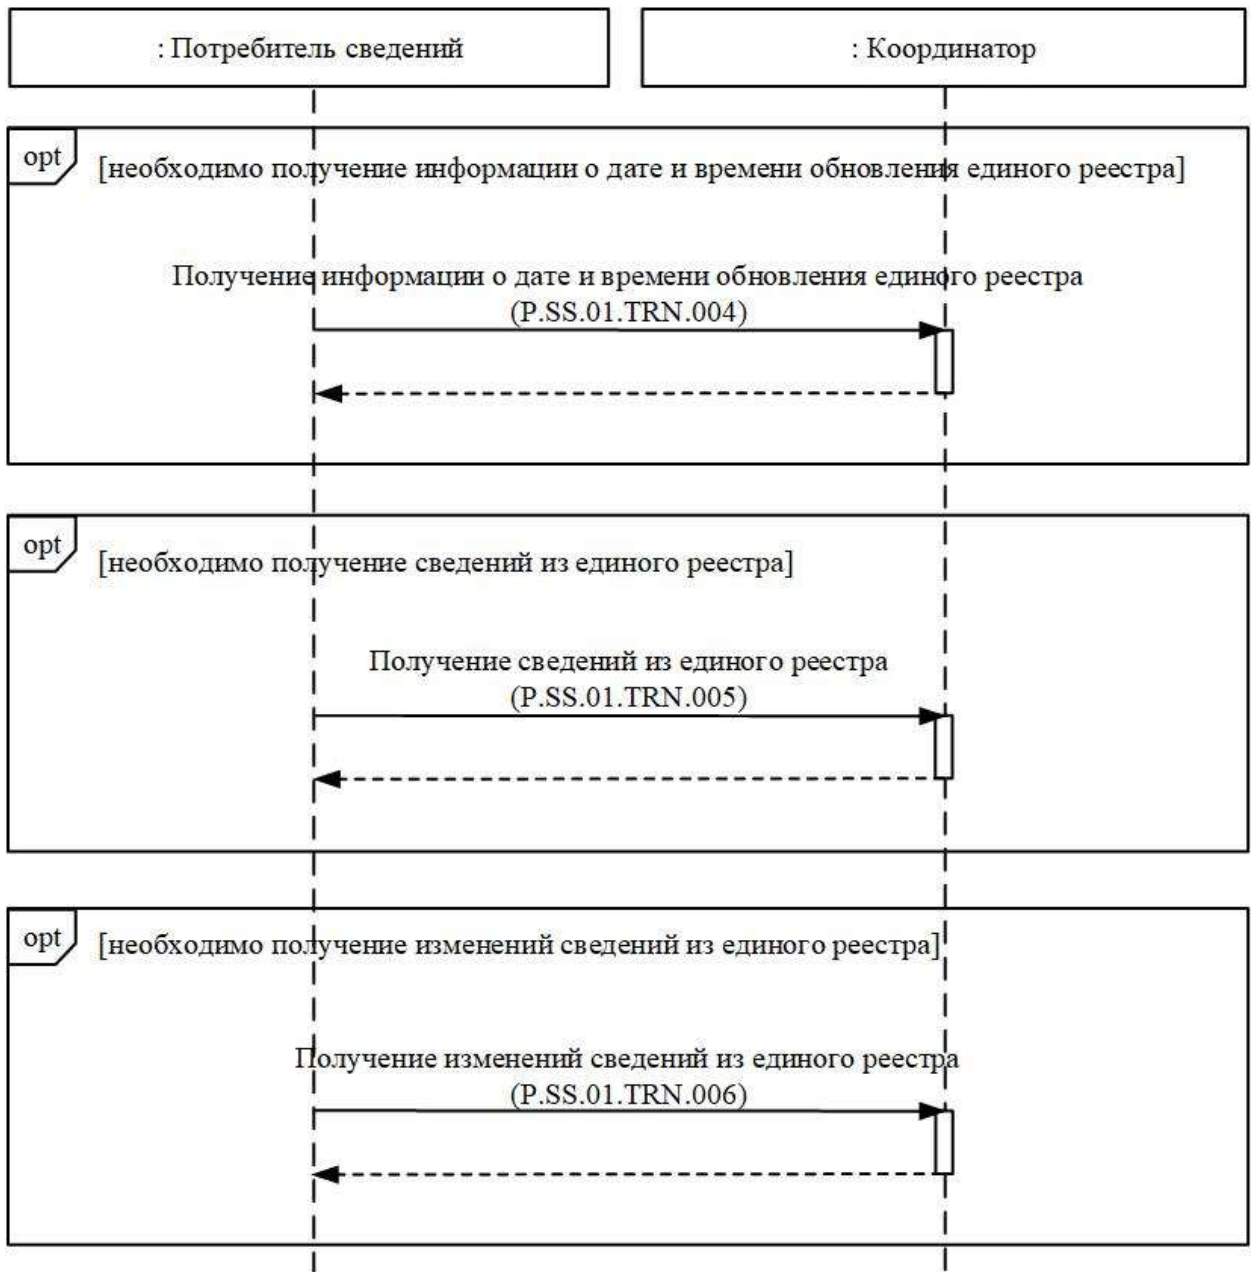 : Потребитель сведений
: Координатор
opt
[необходимо получение информации о дате и времени обновления единого реестра]
Получение информации о дате и времени обновления единого реестра
(P.SS.01.TRN.004)
opt
[необходимо получение сведений из единого реестра]
Получение сведений из единого реестра
(P.SS.01.TRN.005)
opt
[необходимо получение изменений сведений из единого реестра]
Получение изменений сведений из единого реестра
(P.SS.01.TRN.006)